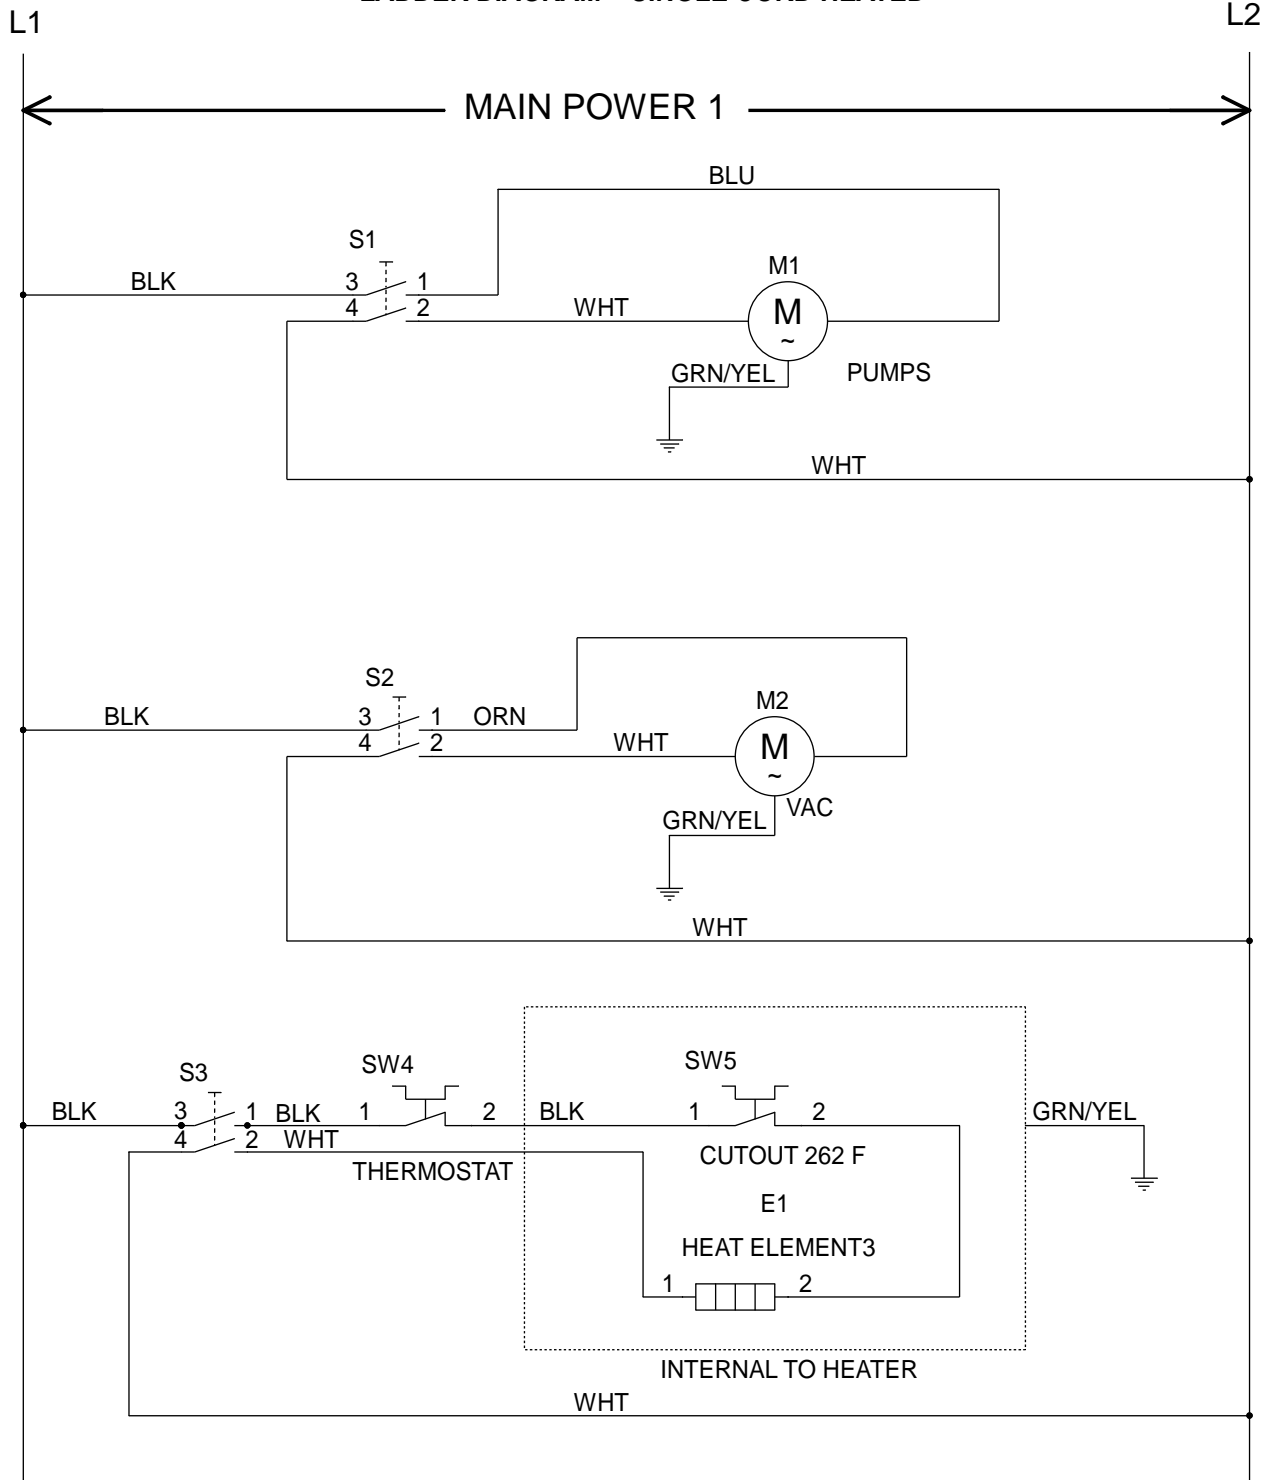 L1
L2
MAIN POWER 1
BLU
S1
M1
BLK
3
1
4
2
WHT
M
~
GRN/YEL
PUMPS
WHT
S2
M2
BLK
3
1
ORN
4
2
WHT
M
~
VAC
GRN/YEL
WHT
S3
SW4
SW5
BLK
3
1
BLK
1
2
BLK
1
2
GRN/YEL
4
2
WHT
THERMOSTAT
CUTOUT 262 F
E1
HEAT ELEMENT3
1
2
INTERNAL TO HEATER
WHT